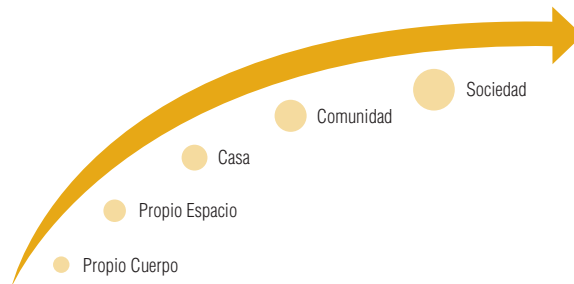 Sociedad
Comunidad
Casa
Propio Espacio
Propio Cuerpo